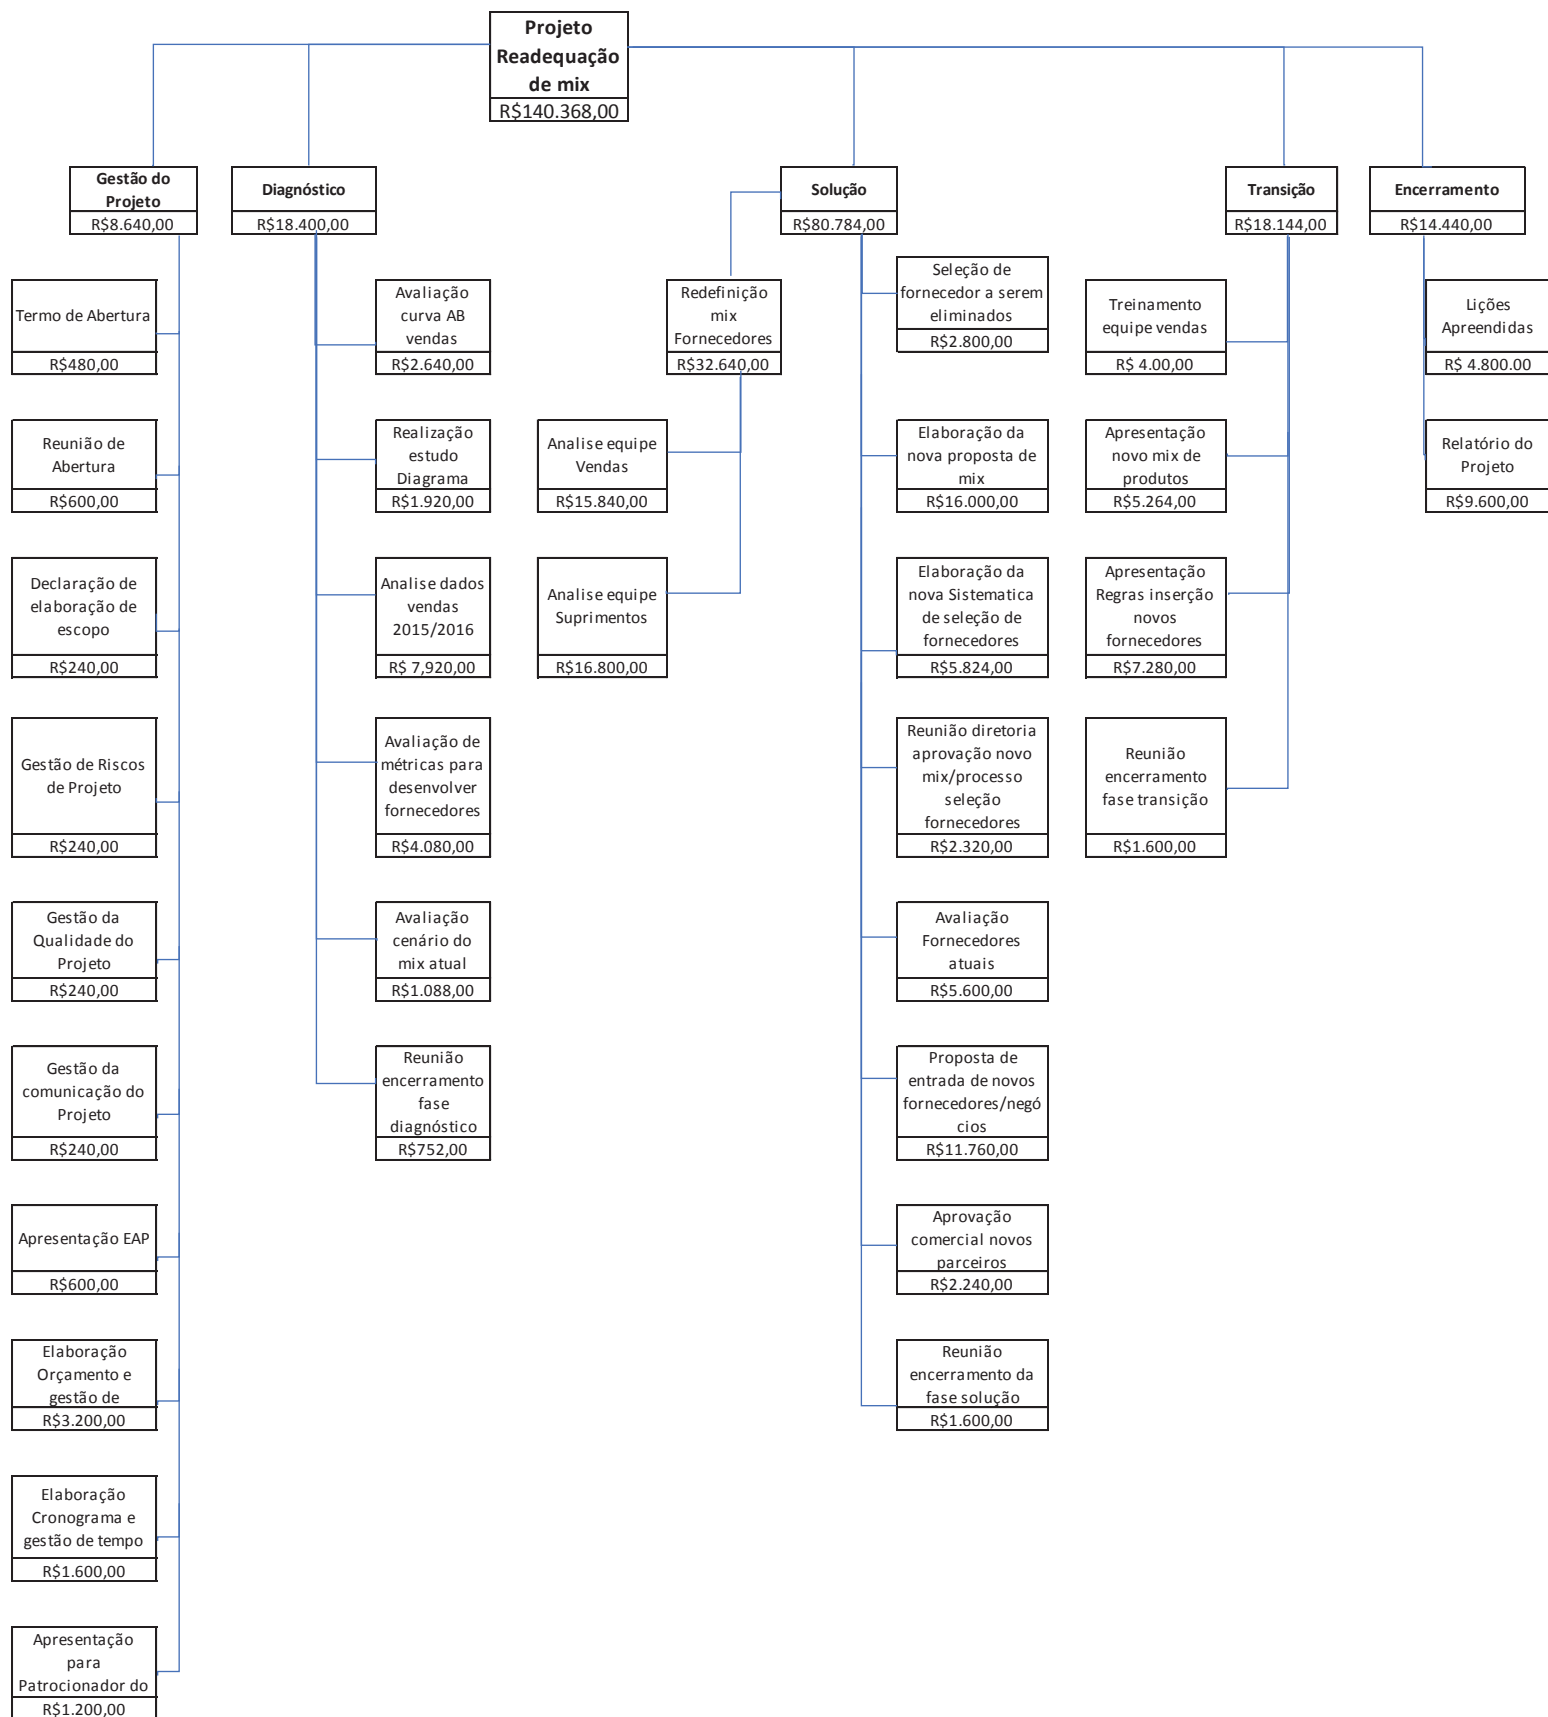 Projeto
Readequação
de mix
R$140.368,00
Gestão do
Projeto
R$8.640,00
Diagnóstico
R$18.400,00
Solução
R$80.784,00
Transição
R$18.144,00
Encerramento
R$14.440,00
Termo de Abertura
R$480,00
Reunião de
Abertura
R$600,00
Declaração de
elaboração de
escopo
R$240,00
Gestão de Riscos
de Projeto
R$240,00
Gestão da
Qualidade do
Projeto
R$240,00
Gestão da
comunicação do
Projeto
R$240,00
Apresentação EAP
R$600,00
Elaboração
Orçamento e
gestão de
R$3.200,00
Elaboração
Cronograma e
gestão de tempo
R$1.600,00
Apresentação
para
Patrocionador do
R$1.200,00
Avaliação
curva AB
vendas
R$2.640,00
Realização
estudo
Diagrama
R$1.920,00
Analise dados
vendas
2015/2016
R$ 7,920,00
Avaliação de
métricas para
desenvolver
fornecedores
R$4.080,00
Avaliação
cenário do
mix atual
R$1.088,00
Reunião
encerramento
fase
diagnóstico
R$752,00
Redefinição
mix
Fornecedores
R$32.640,00
Analise equipe
Vendas
R$15.840,00
Analise equipe
Suprimentos
R$16.800,00
Seleção de
fornecedor a serem
eliminados
R$2.800,00
Elaboração da
nova proposta de
mix
R$16.000,00
Elaboração da
nova Sistematica
de seleção de
fornecedores
R$5.824,00
Reunião diretoria
aprovação novo
mix/processo
seleção
fornecedores
R$2.320,00
Avaliação
Fornecedores
atuais
R$5.600,00
Proposta de
entrada de novos
fornecedores/negó
cios
R$11.760,00
Aprovação
comercial novos
parceiros
R$2.240,00
Reunião
encerramento da
fase solução
R$1.600,00
Treinamento
equipe vendas
R$ 4.00,00
Apresentação
novo mix de
produtos
R$5.264,00
Apresentação
Regras inserção
novos
fornecedores
R$7.280,00
Reunião
encerramento
fase transição
R$1.600,00
Lições
Apreendidas
R$ 4.800.00
Relatório do
Projeto
R$9.600,00